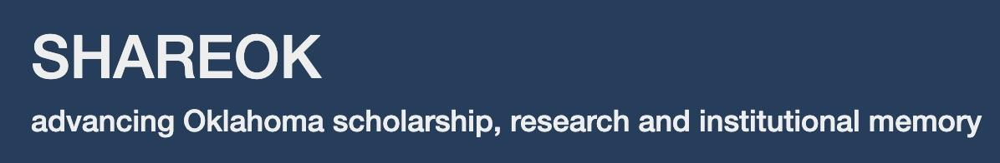 SHAREOK
advancing Oklahoma scholarship, research and institutional memory